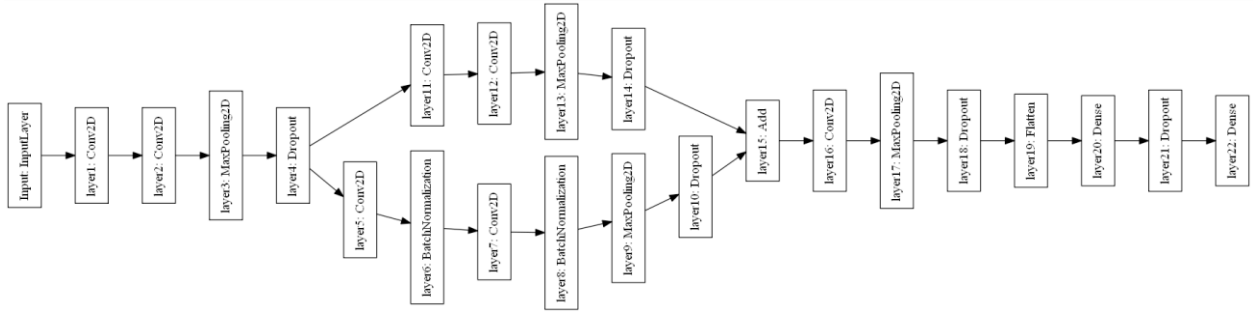 Input: InputLayer
layer1: Conv2D
layer2: Conv2D
layer3: MaxPooling2D
layer4: Dropout
layer5: Conv2D
layer6: BatchNormalization
layer7: Conv2D
layer8: BatchNormalization
layer9: MaxPooling2D
layer10: Dropout
layer11: Conv2D
layer12: Conv2D
layer13: MaxPooling2D
layer14: Dropout
layer15: Add
layer16: Conv2D
layer17: MaxPooling2D
layer18: Dropout
layer19: Flatten
layer20: Dense
layer21: Dropout
layer22: Dense